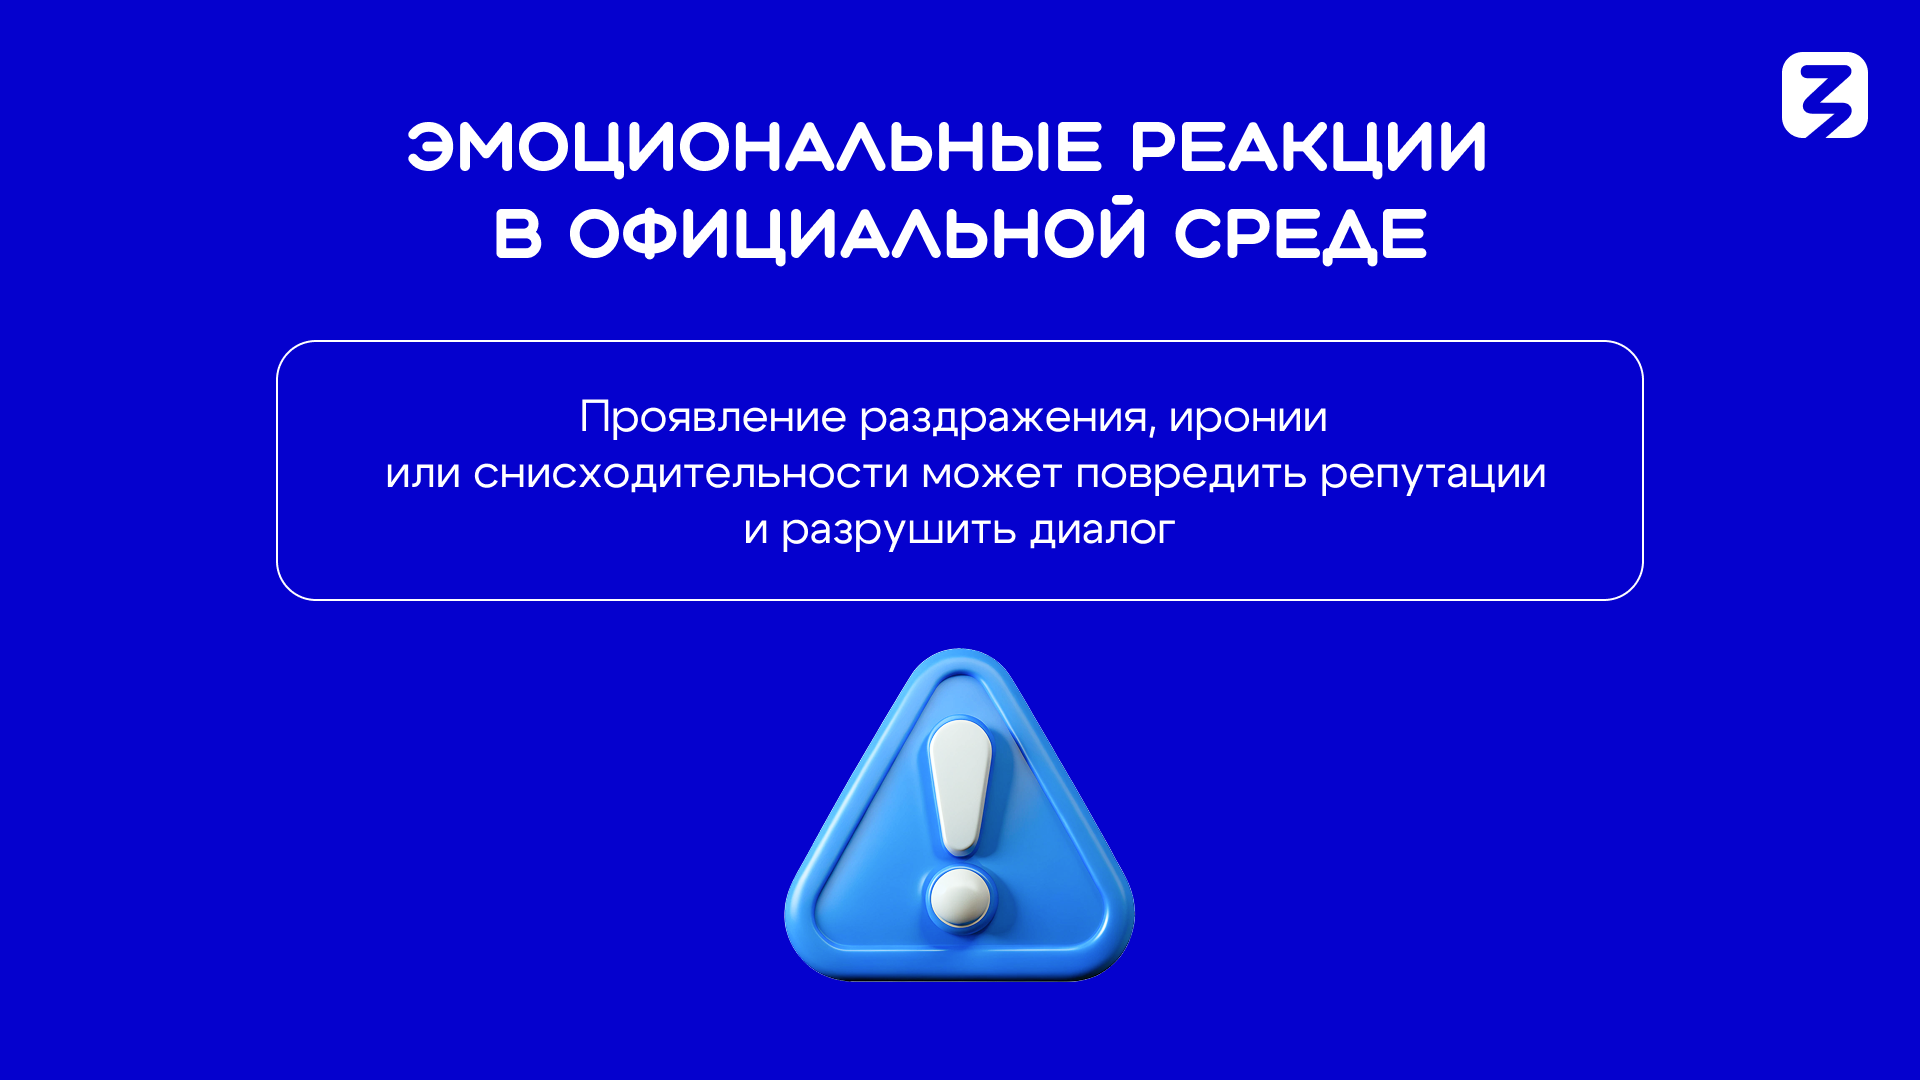 ЭМОЦИОНАЛЬНЫЕ РЕАКЦИИ
В ОФИЦИАЛЬНОЙ СРЕДЕ
Проявление раздражения, иронии
или снисходительности может повредить репутации
и разрушить диалог